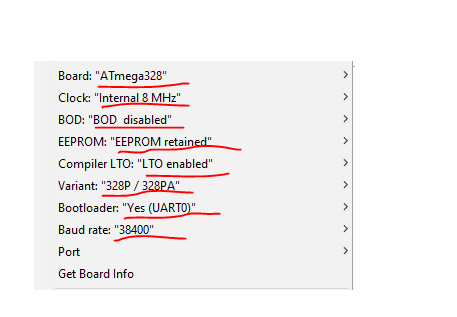 Board: "ATmega328"
Clock: "Internal 8 MHz"
BOD: "BOD disabled"
EEPROM: "EEPROM retained"
Compiler LTO: "LTO enabled"
Variant: "328P / 328PA"
Bootloader: "Yes (UART0)"
Baud rate: "38400"
Port
Get Board Info